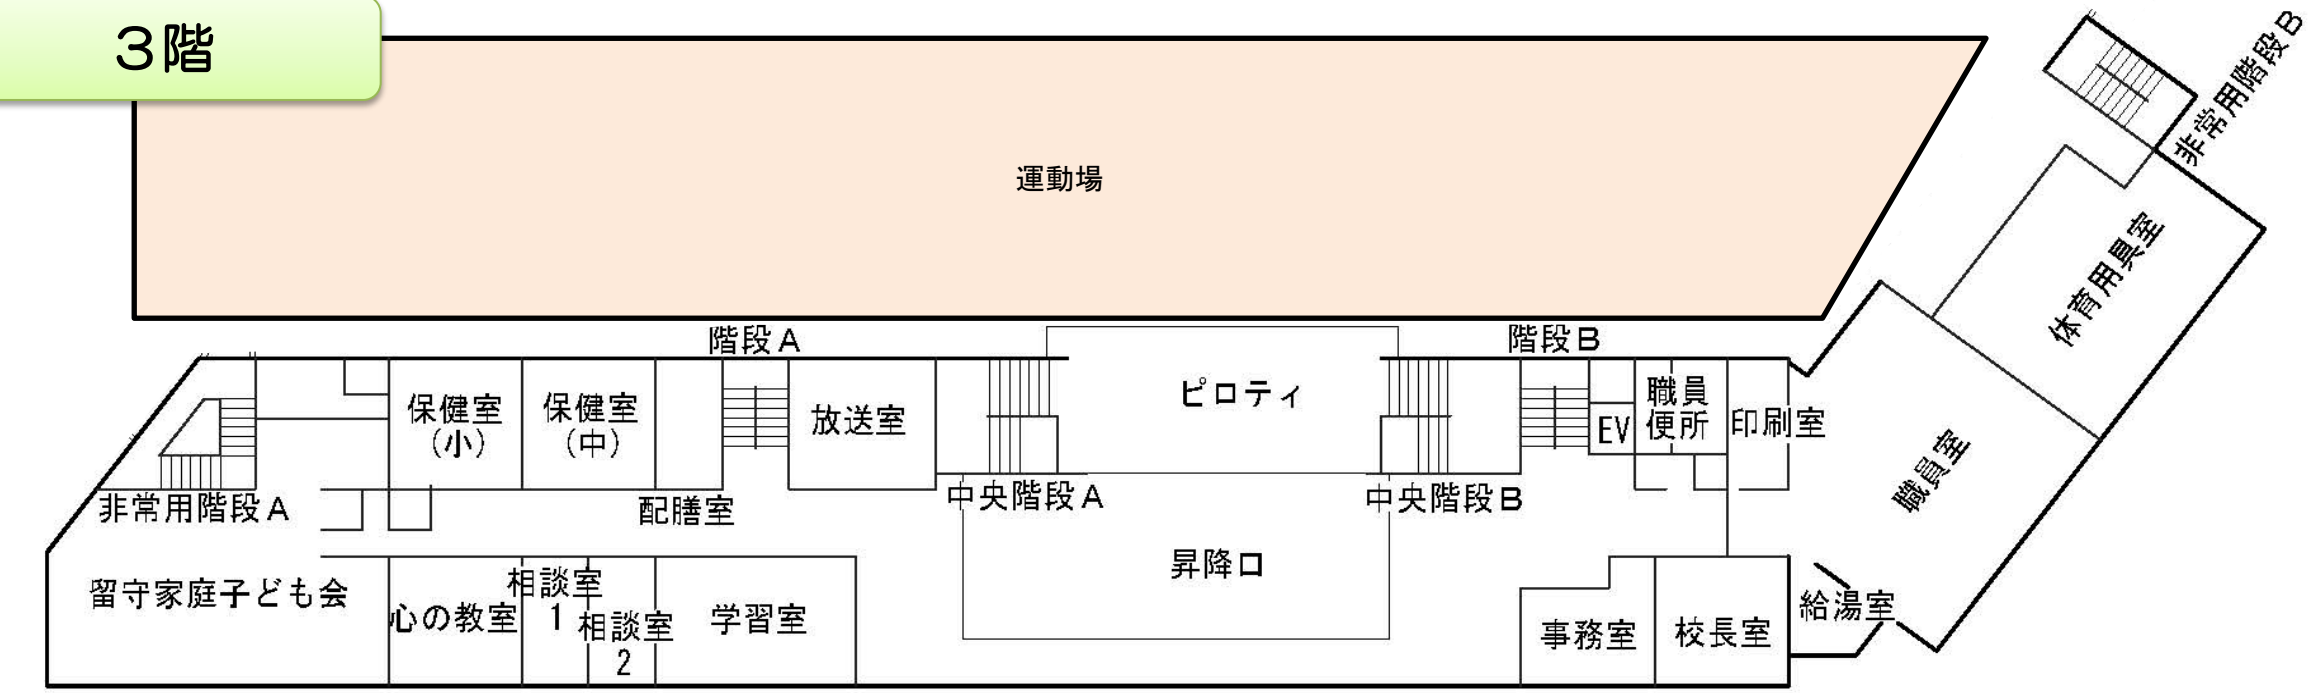 ３階
運動場
非常用階段Ｂ
体育用具室
階段Ａ
階段Ｂ
保健室
（小）
保健室
（中）
放送室
ピロティ
EV
職員
便所
印刷室
職員室
非常用階段Ａ
配膳室
中央階段Ａ
中央階段Ｂ
昇降口
留守家庭子ども会
心の教室
相談室
1
相談室
2
学習室
事務室
校長室
給湯室